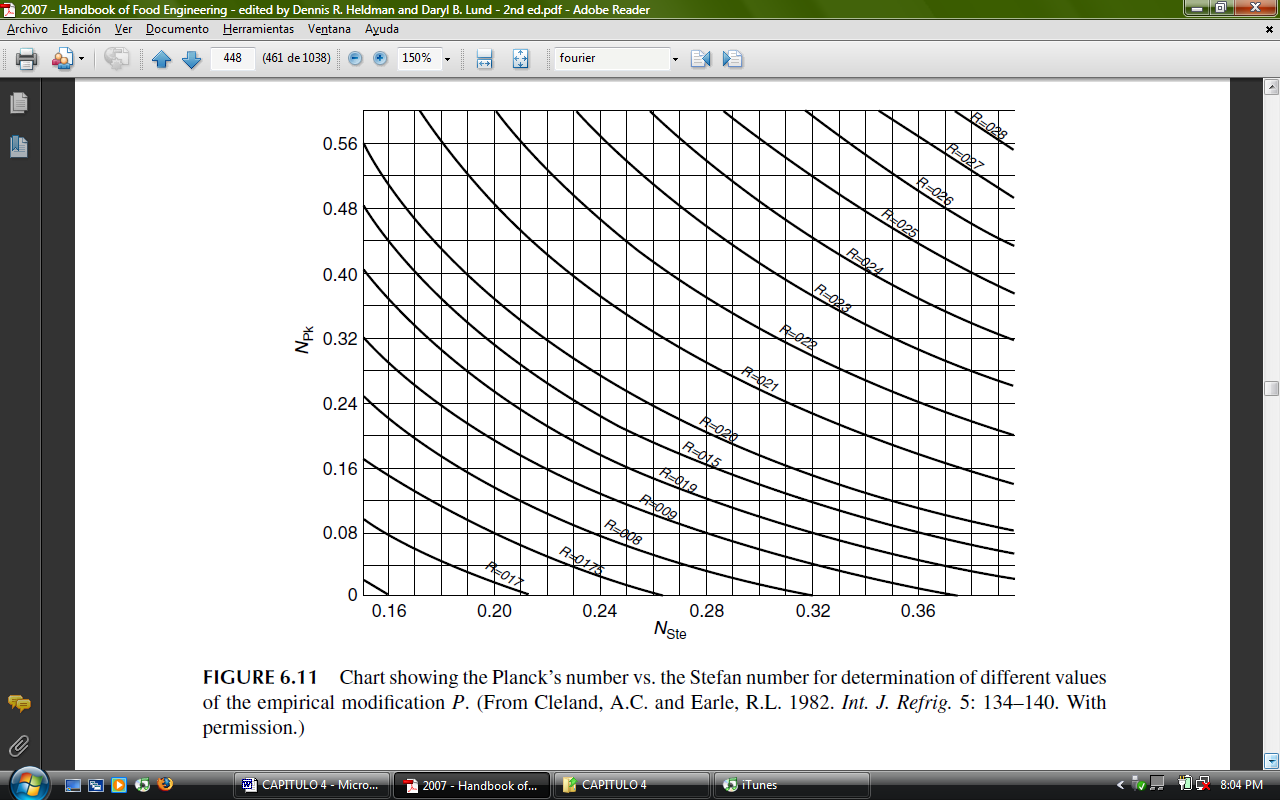 2007 - Handbook of Food Engineering - edited by Dennis R. Heldman and Daryl B. Lund - 2nd ed.pdf - Adobe Reader
Archivo Edición Ver Documento Herramientas Ventana Ayuda
448 (461 de 1038) 150% fourier
R=028
0.56
R=027
R=026
0.48
R=025
R=024
0.40
R=023
0.32
R=022
N_Pk
R=021
0.24
R=020
R=015
0.16
R=019
R=009
0.08
R=008
R=0175
R=017
0
0.16 0.20 0.24 0.28 0.32 0.36
N_Ste
FIGURE 6.11 Chart showing the Planck's number vs. the Stefan number for determination of different values
of the empirical modification P. (From Cleland, A.C. and Earle, R.L. 1982. Int. J. Refrig. 5: 134–140. With
permission.)
CAPITULO 4 - Micro... 2007 - Handbook of... CAPITULO 4 iTunes 8:04 PM